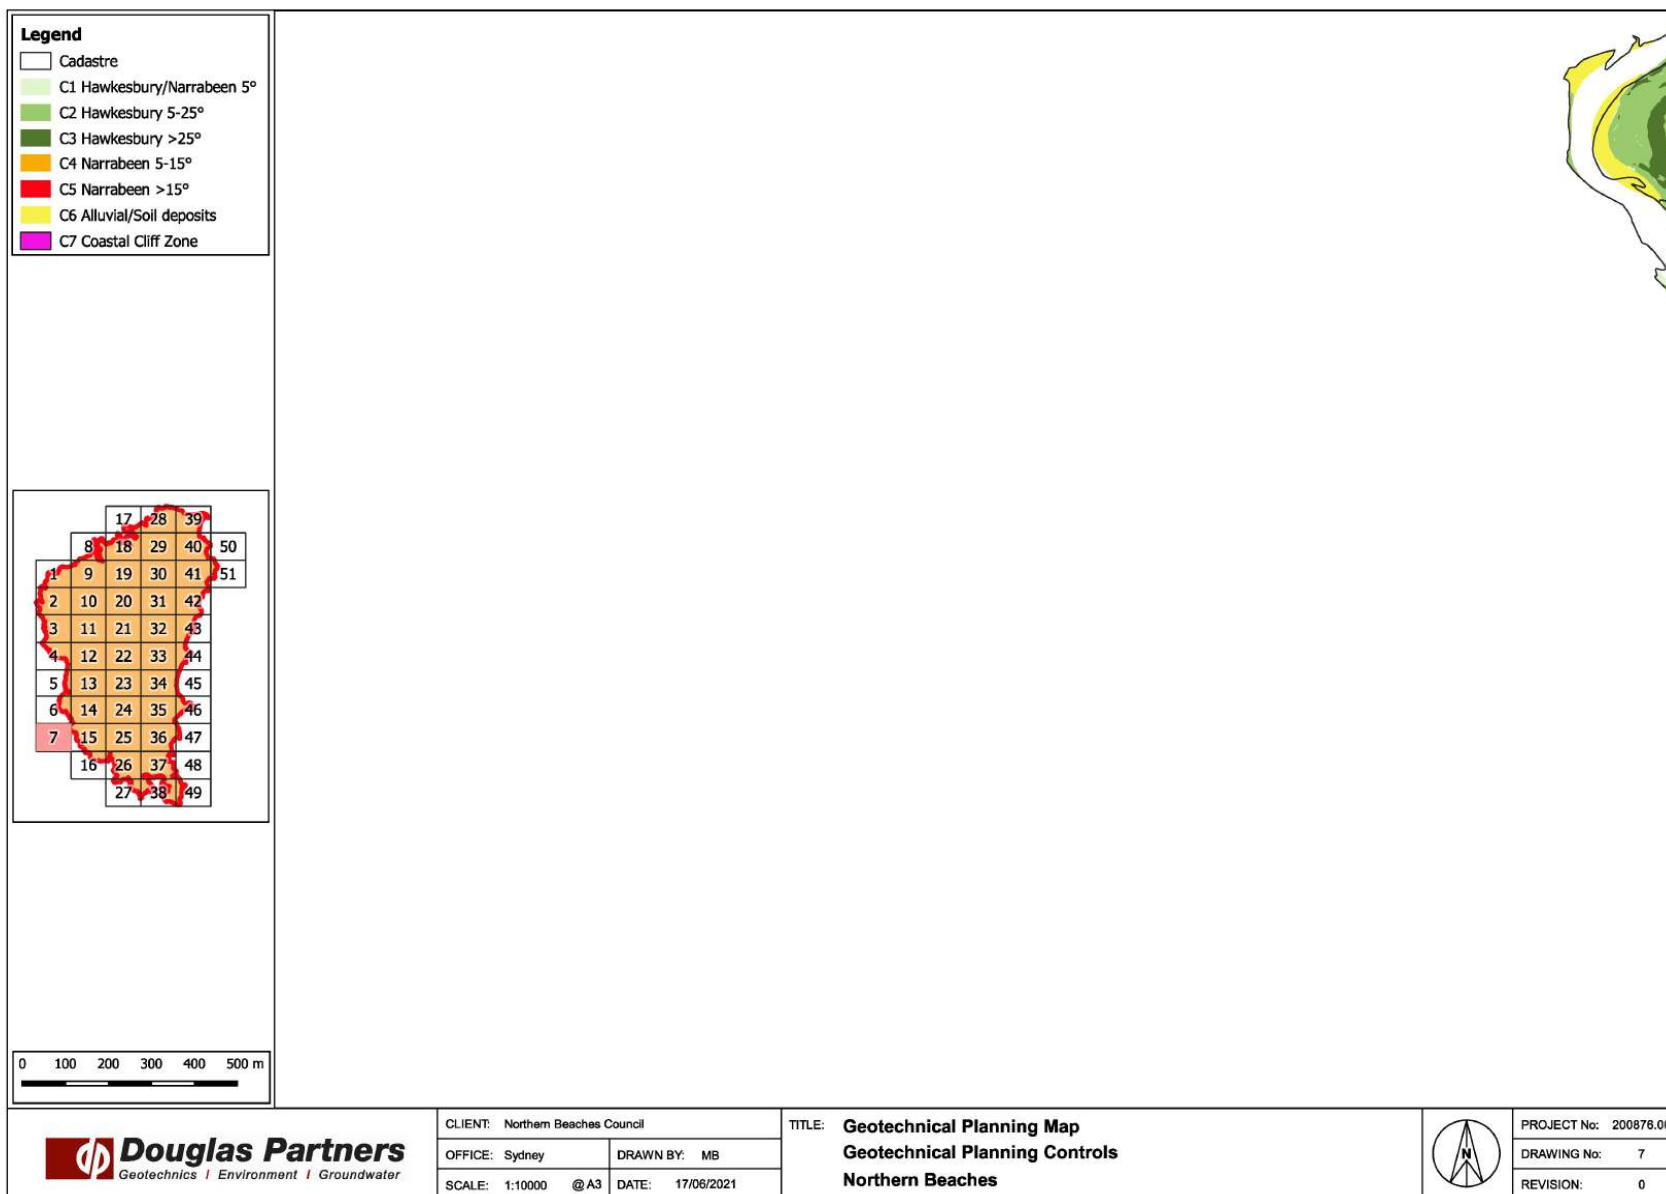 Legend
Cadastre
C1 Hawkesbury/Narrabeen 5°
C2 Hawkesbury 5-25°
C3 Hawkesbury >25°
C4 Narrabeen 5-15°
C5 Narrabeen >15°
C6 Alluvial/Soil deposits
C7 Coastal Cliff Zone
17 28 39
8 18 29 40 50
1 9 19 30 41 51
2 10 20 31 42
3 11 21 32 43
4 12 22 33 44
5 13 23 34 45
6 14 24 35 46
7 15 25 36 47
16 26 37 48
27 38 49
0 100 200 300 400 500 m
Douglas Partners
Geotechnics I Environment I Groundwater
CLIENT: Northern Beaches Council
OFFICE: Sydney DRAWN BY: MB
SCALE: 1:10000 @ A3 DATE: 17/06/2021
TITLE: Geotechnical Planning Map
Geotechnical Planning Controls
Northern Beaches
N
PROJECT No:
DRAWING No: 7
REVISION: 0